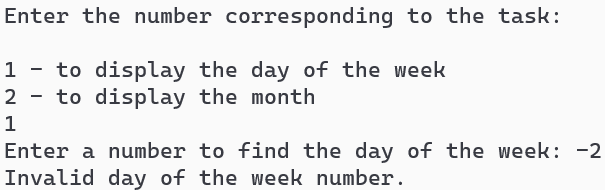 Enter the number corresponding to the task:

1 – to display the day of the week
2 – to display the month
1
Enter a number to find the day of the week: -2
Invalid day of the week number.